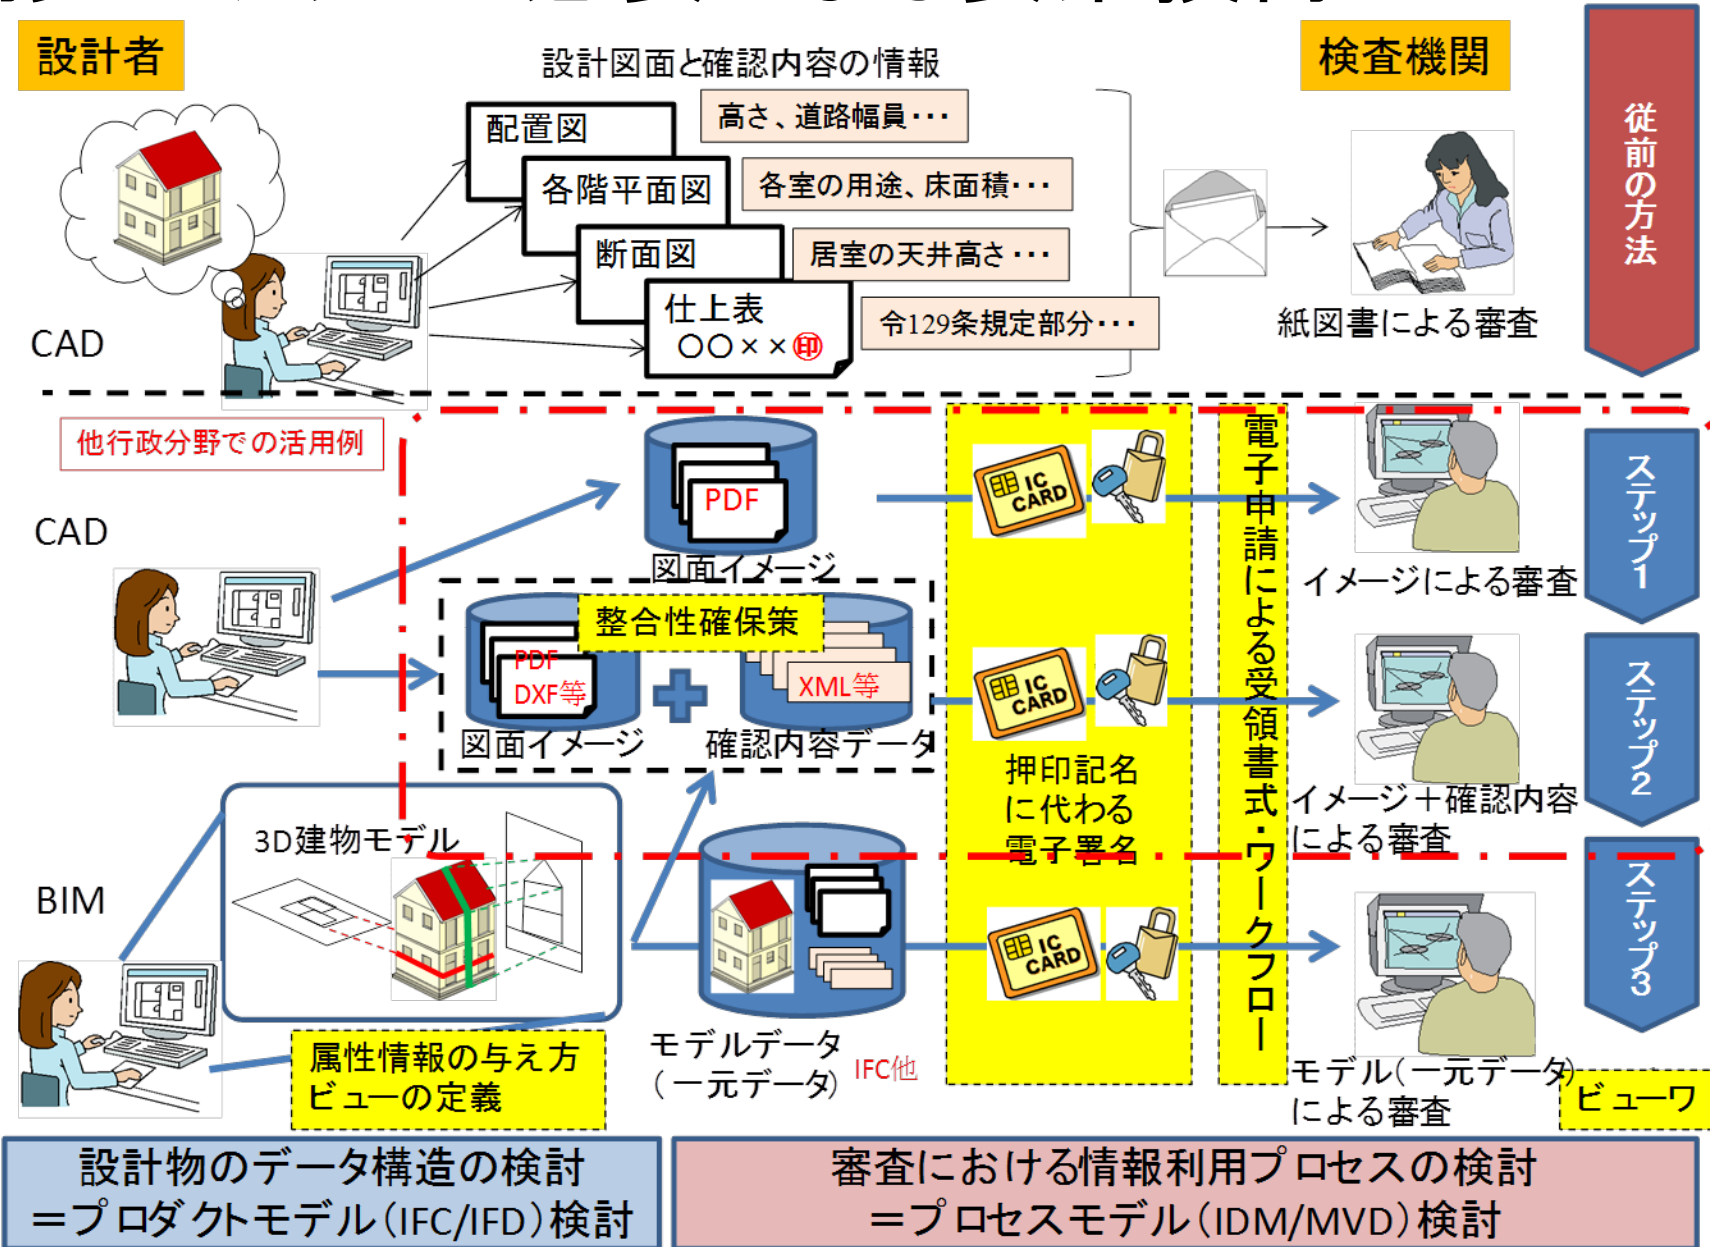 設計者
設計図面と確認内容の情報
検査機関
配置図
高さ、道路幅員・・・
各階平面図
各室の用途、床面積・・・
断面図
居室の天井高さ・・・
仕上表
〇〇××印
令129条規定部分・・・
CAD
紙図書による審査
従前の方法
他行政分野での活用例
CAD
PDF
図面イメージ
IC
CARD
イメージによる審査
ステップ1
整合性確保策
PDF
DXF等
XML等
図面イメージ
確認内容データ
IC
CARD
押印記名
に代わる
電子署名
電子申請による受領書式・ワークフロー
イメージ＋確認内容
による審査
ステップ2
BIM
3D建物モデル
属性情報の与え方
ビューの定義
モデルデータ
（一元データ）
IFC他
IC
CARD
モデル（一元データ）
による審査
ステップ3
ビューワ
設計物のデータ構造の検討
＝プロダクトモデル（IFC/IFD）検討
審査における情報利用プロセスの検討
＝プロセスモデル（IDM/MVD）検討